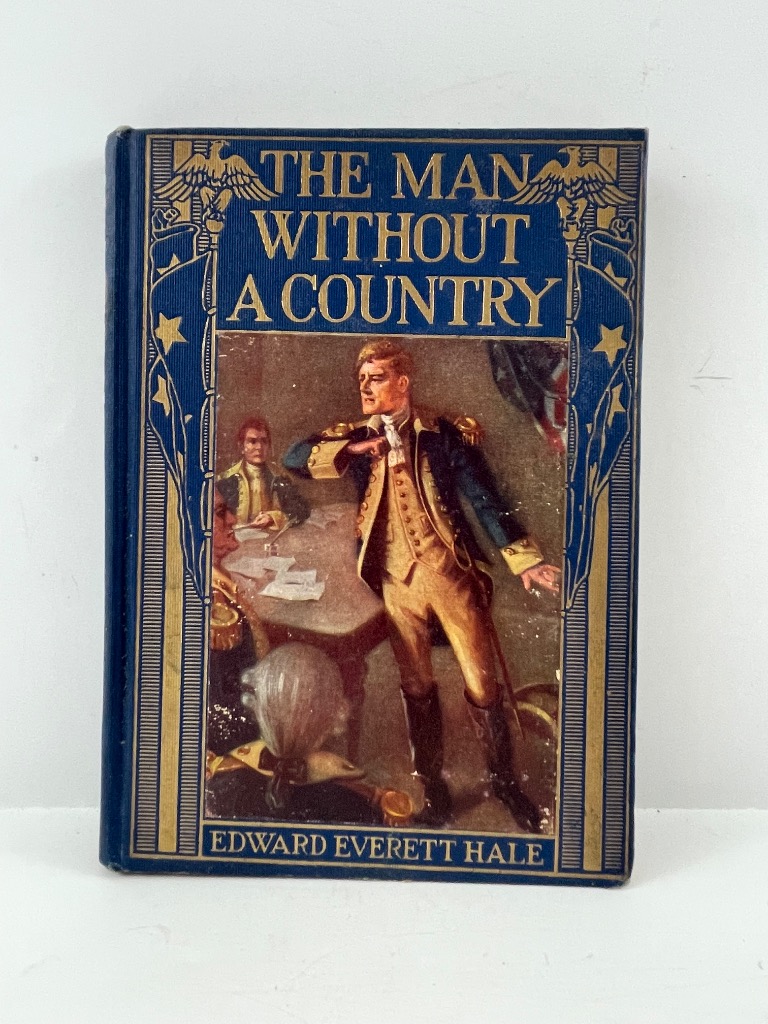 THE MAN
WITHOUT
A COUNTRY
EDWARD EVERETT HALE